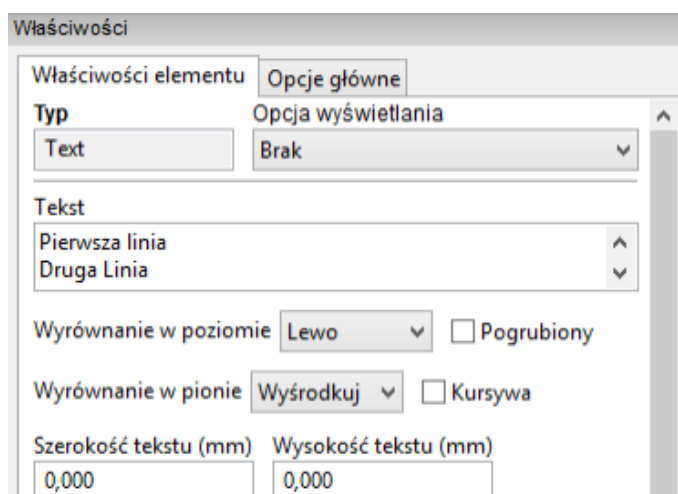 Właściwości
Właściwości elementu Opcje główne
Typ Opcja wyświetlania
Text Brak
Tekst
Pierwsza linia
Druga Linia
Wyrównanie w poziomie Lewo Pogrubiony
Wyrównanie w pionie Wyśrodkuj Kursywa
Szerokość tekstu (mm) Wysokość tekstu (mm)
0,000 0,000